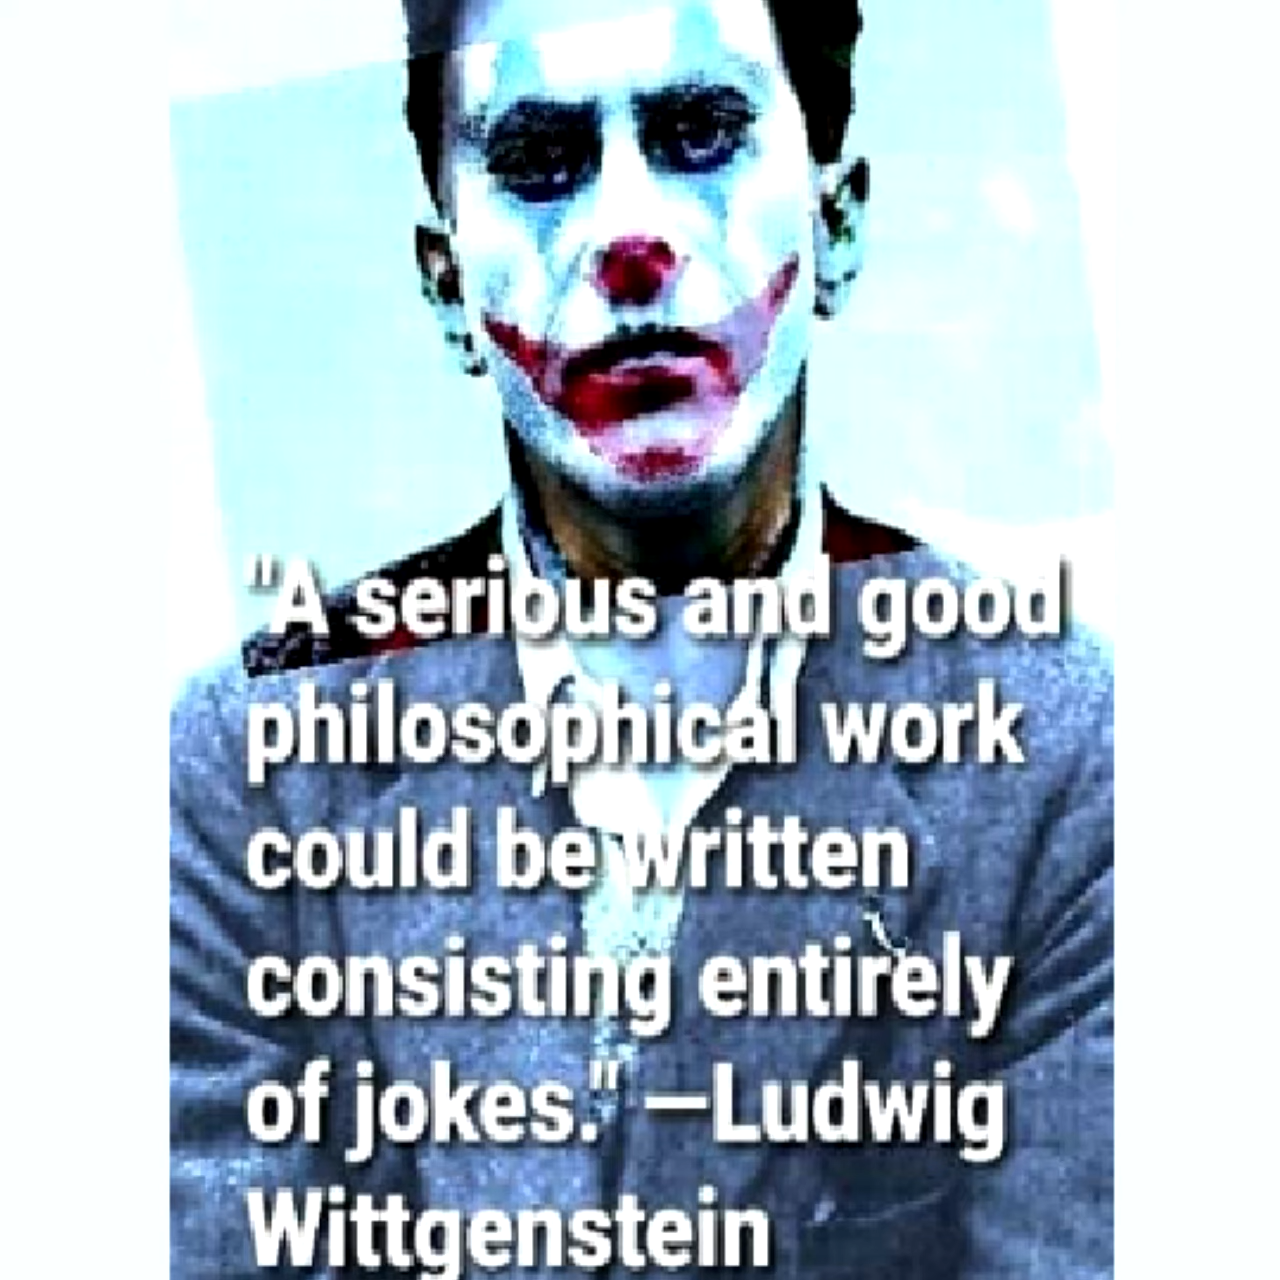 "A serious and good
philosophical work
could be written
consisting entirely
of jokes." —Ludwig
Wittgenstein